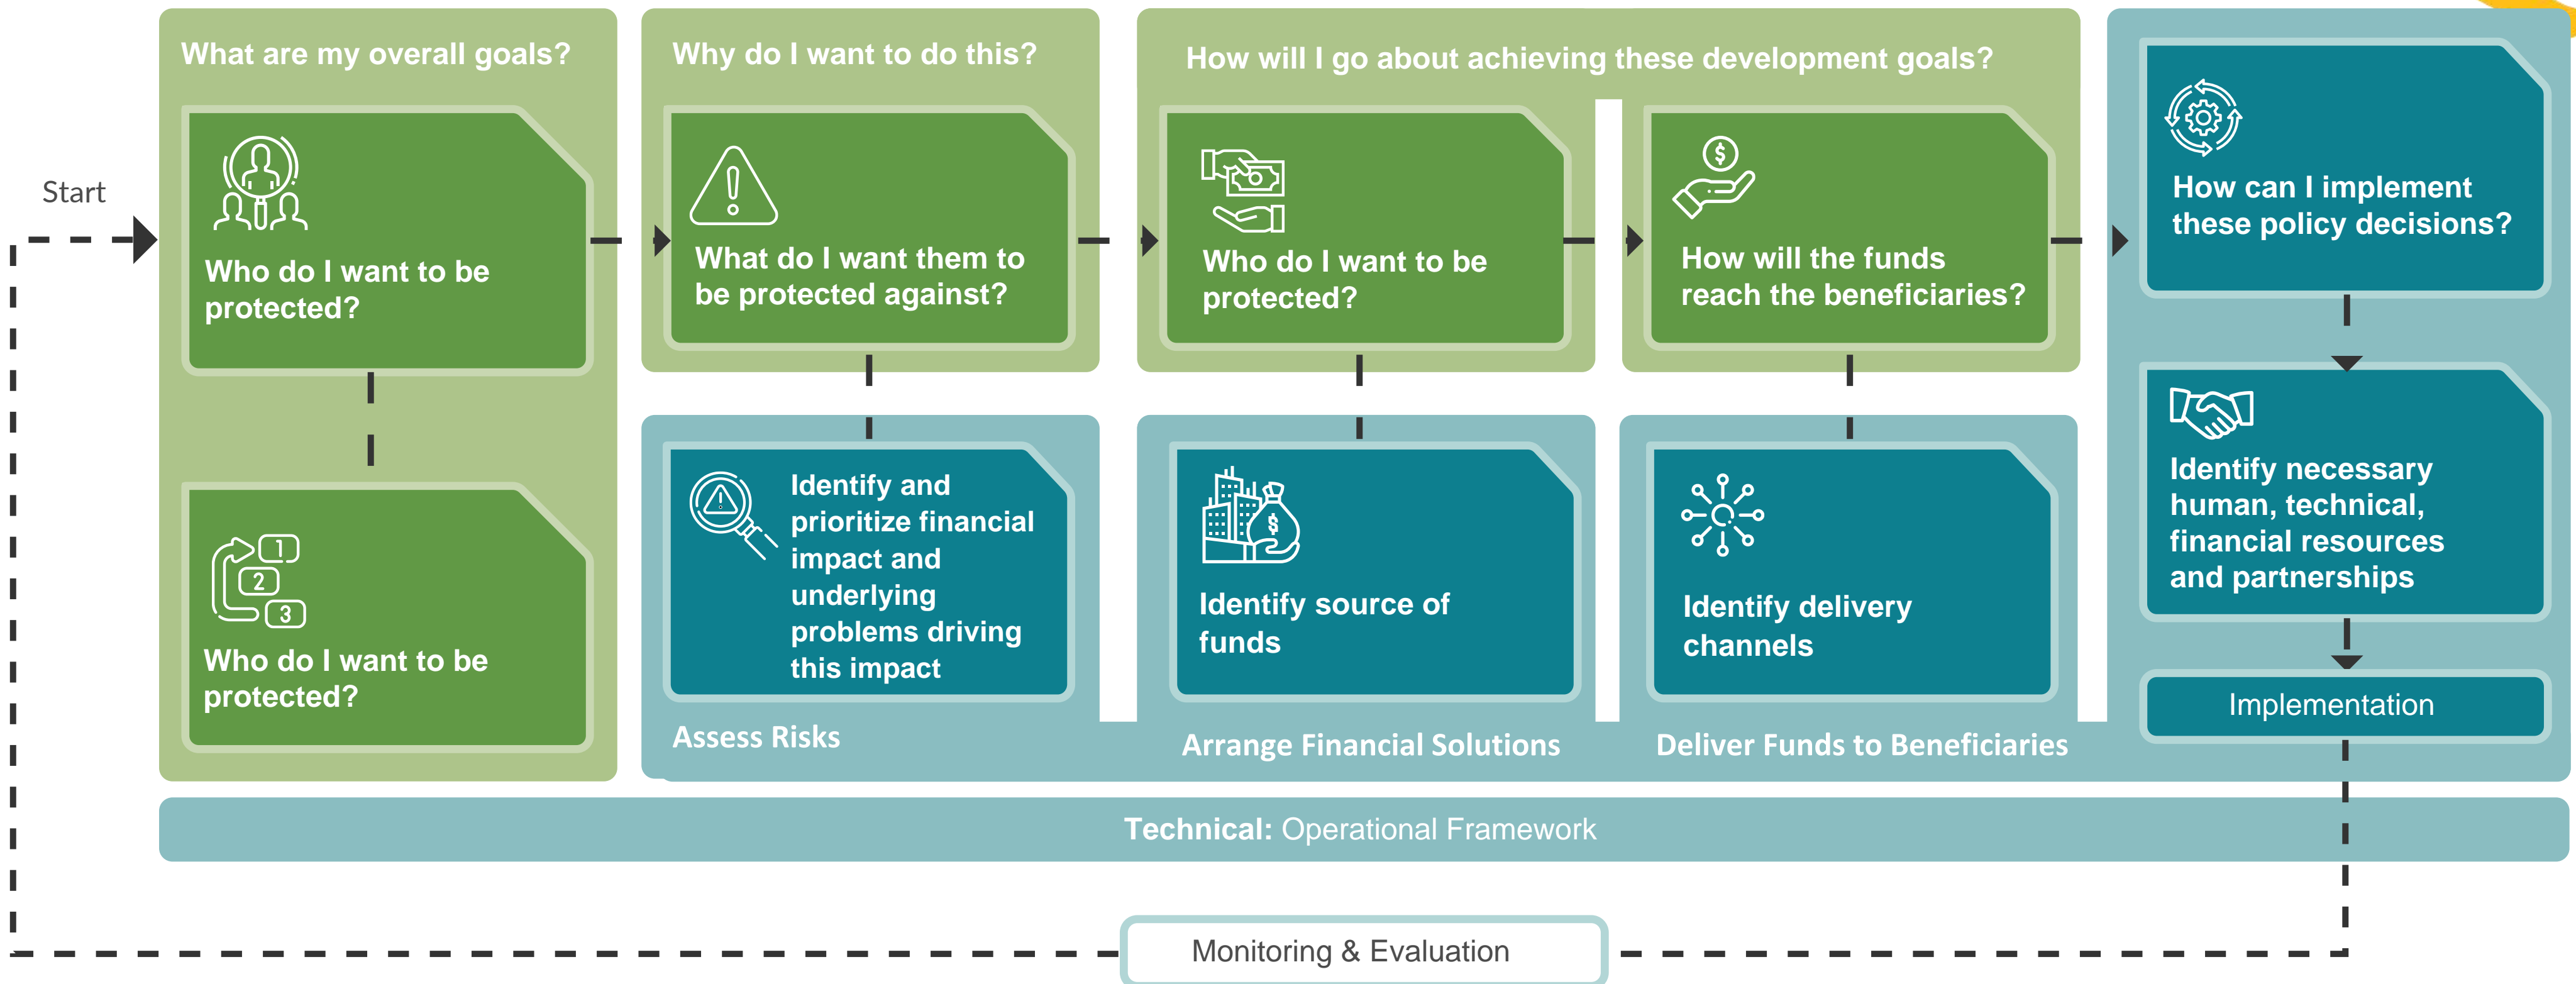 Start
What are my overall goals?
Who do I want to be
protected?
1
2
3
Who do I want to be
protected?
Why do I want to do this?
What do I want them to
be protected against?
Identify and
prioritize financial
impact and
underlying
problems driving
this impact
Assess Risks
How will I go about achieving these development goals?
$
Who do I want to be
protected?
$
Identify source of
funds
Arrange Financial Solutions
How will the funds
reach the beneficiaries?
Identify delivery
channels
Deliver Funds to Beneficiaries
How can I implement
these policy decisions?
Identify necessary
human, technical,
financial resources
and partnerships
Implementation
Technical: Operational Framework
Monitoring & Evaluation